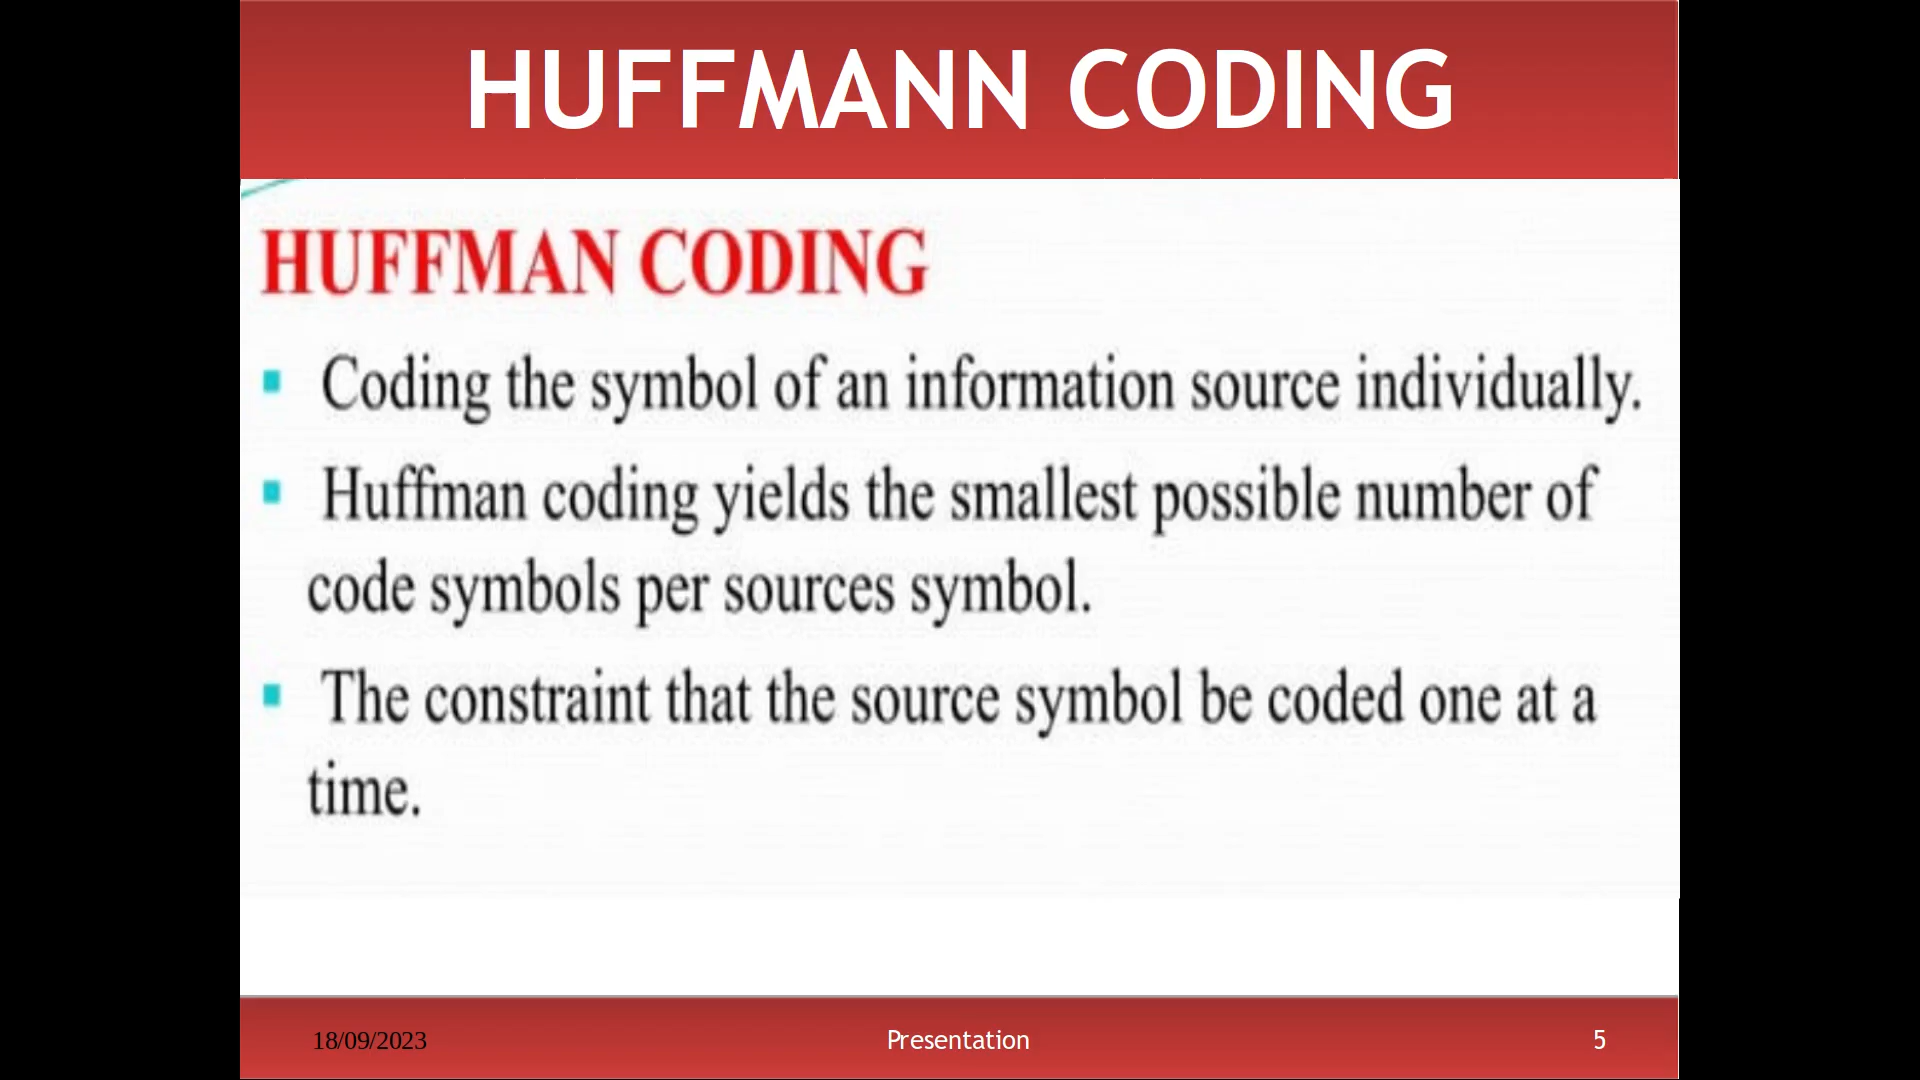 HUFFMANN CODING
HUFFMAN CODING
Coding the symbol of an information source individually.
Huffman coding yields the smallest possible number of
code symbols per sources symbol.
The constraint that the source symbol be coded one at a
time.
18/09/2023
Presentation
5